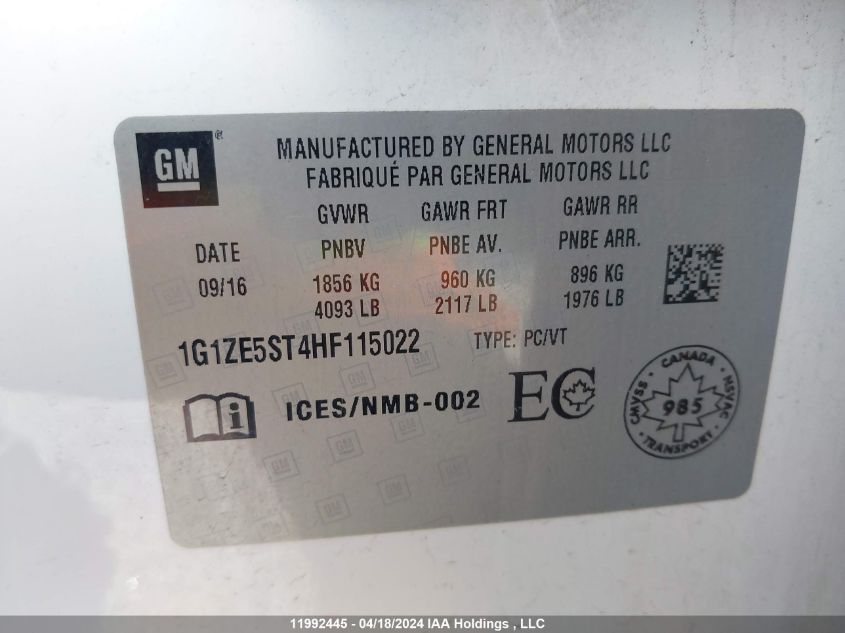 GM
MANUFACTURED BY GENERAL MOTORS LLC
FABRIQUÉ PAR GENERAL MOTORS LLC
GVWR GAWR FRT GAWR RR
DATE PNBV PNBE AV. PNBE ARR.
09/16 1856 KG 960 KG 896 KG
4093 LB 2117 LB 1976 LB
1G1ZE5ST4HF115022 TYPE: PC/VT
i ICES/NMB-002 EC
CANADA
CMVSS 985 NSVAC
TRANSPORT
11992445 - 04/18/2024 IAA Holdings , LLC